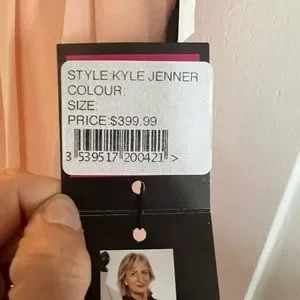 STYLE:KYLE JENNER
COLOUR:
SIZE:
PRICE:$399.99
3 539517 200421 >